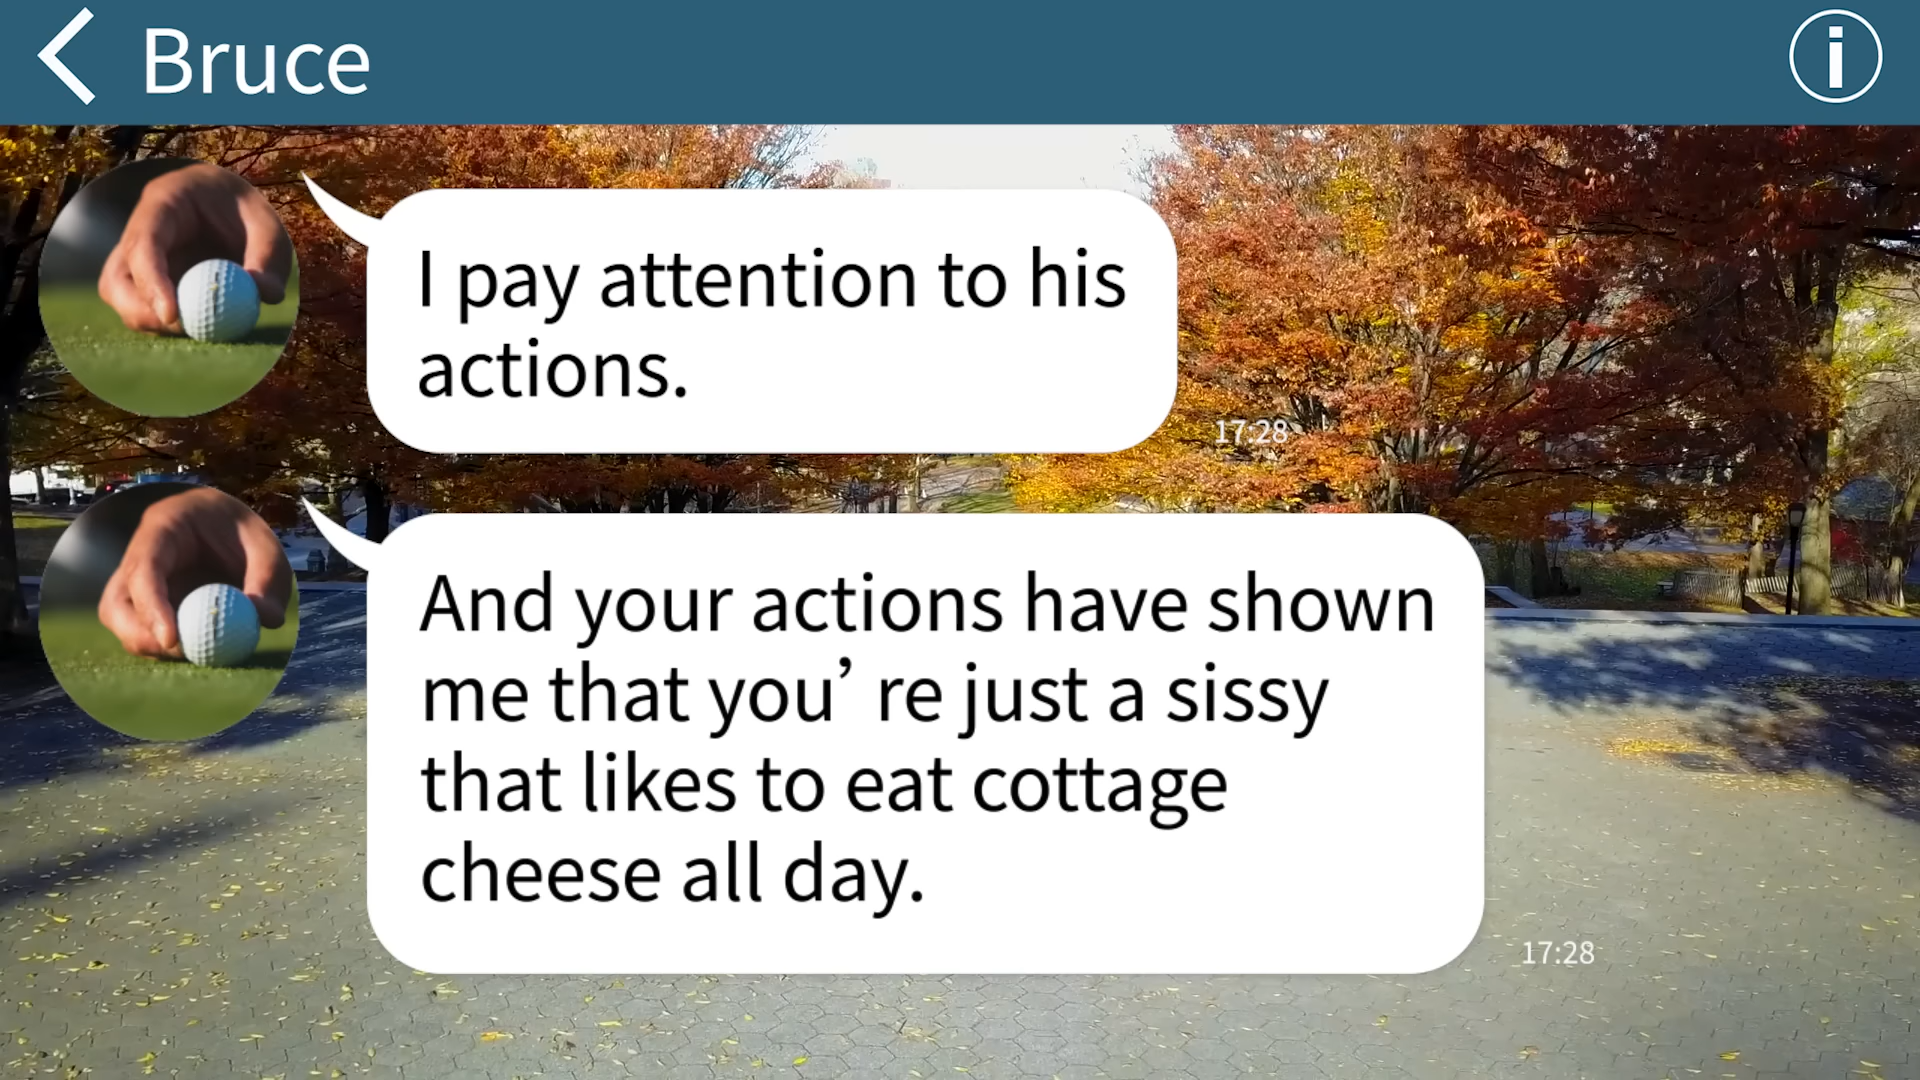 Bruce
I pay attention to his
actions.
17:28
And your actions have shown
me that you’ re just a sissy
that likes to eat cottage
cheese all day.
17:28